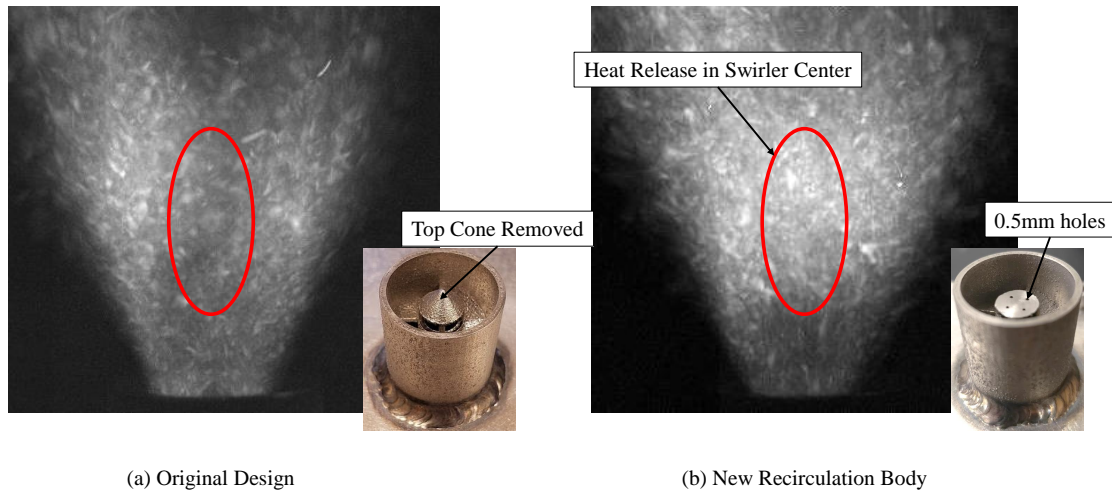 Heat Release in Swirler Center
Top Cone Removed
0.5mm holes
(a) Original Design
(b) New Recirculation Body